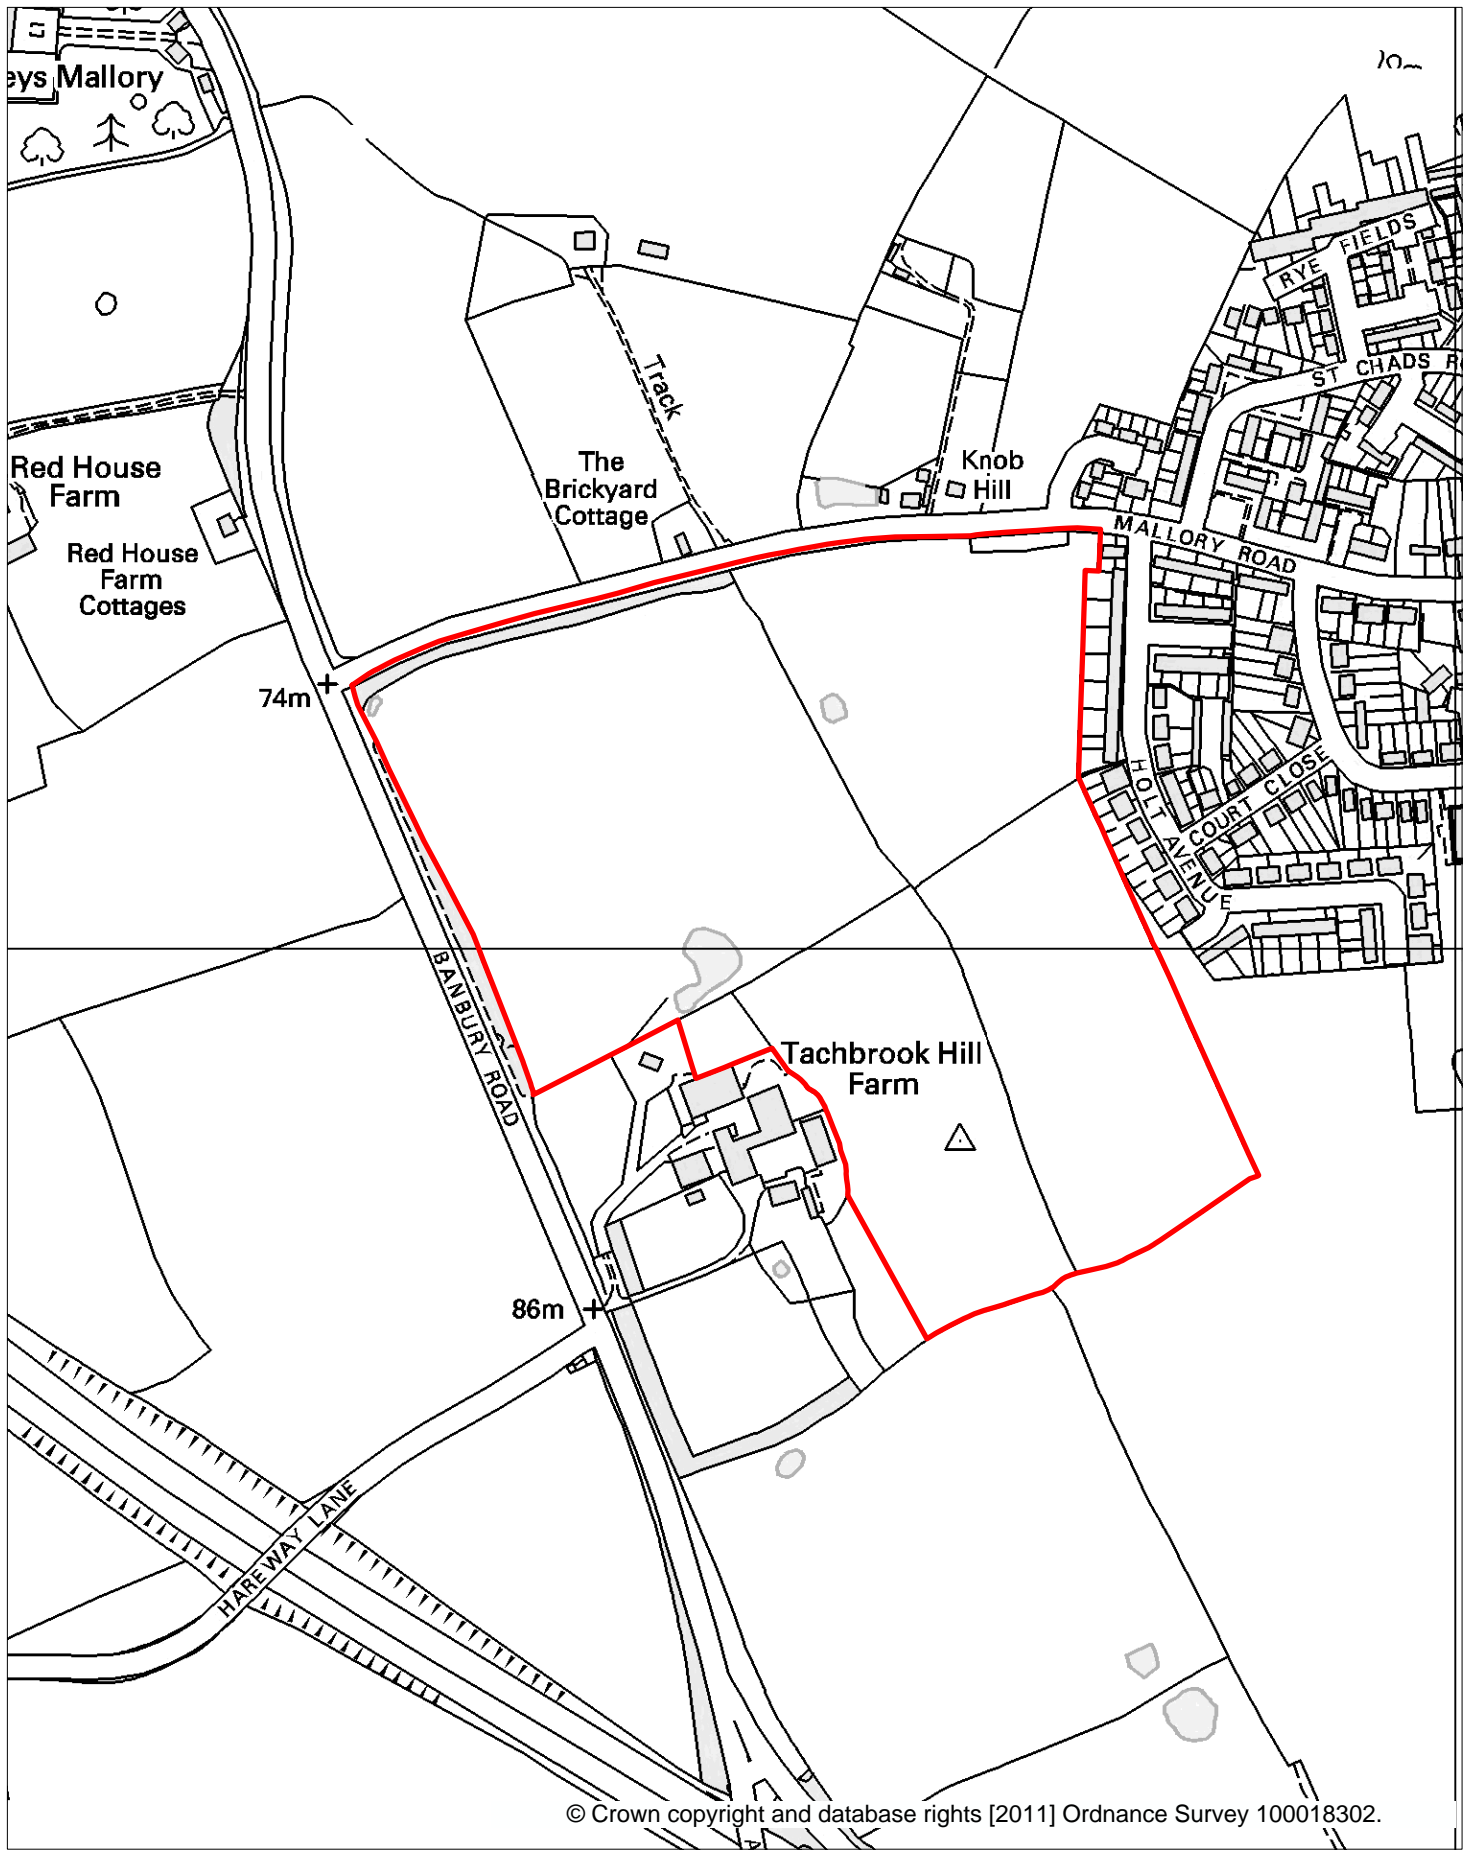 eys Mallory
RYE FIELDS
Track
ST CHADS R
Red House
Farm
The
Brickyard
Cottage
Knob
Hill
MALLORY ROAD
Red House
Farm
Cottages
74m
HOLT AVENUE
COURT CLOSE
BANBURY ROAD
Tachbrook Hill
Farm
86m
HAREWAY LANE
© Crown copyright and database rights [2011] Ordnance Survey 100018302.